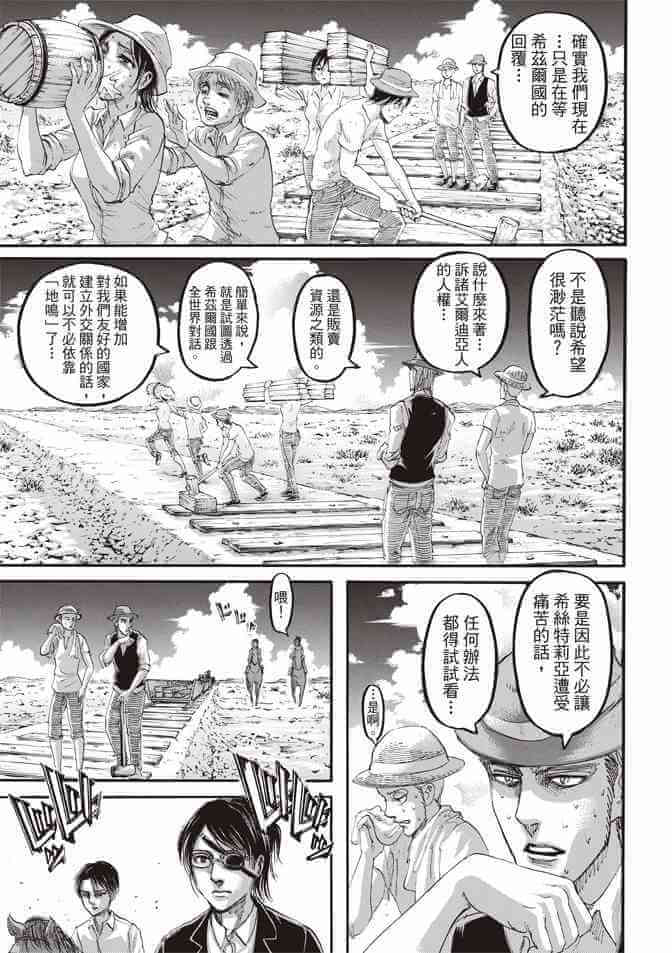 確實我們現在
…只是在等
希茲爾國的
回覆…
不是聽說希望
很渺茫嗎？
說什麼來著…
訴諸艾爾迪亞人
的人權…
還是販賣
資源之類的。
簡單來說，
就是試圖透過
希茲爾國跟
全世界對話。
如果能增加
對我們友好的國家，
建立外交關係的話，
就可以不必依靠
「地鳴」了…
要是因此不必讓
希絲特莉亞遭受
痛苦的話，
任何辦法
都得試試看…
…是啊。
喂！